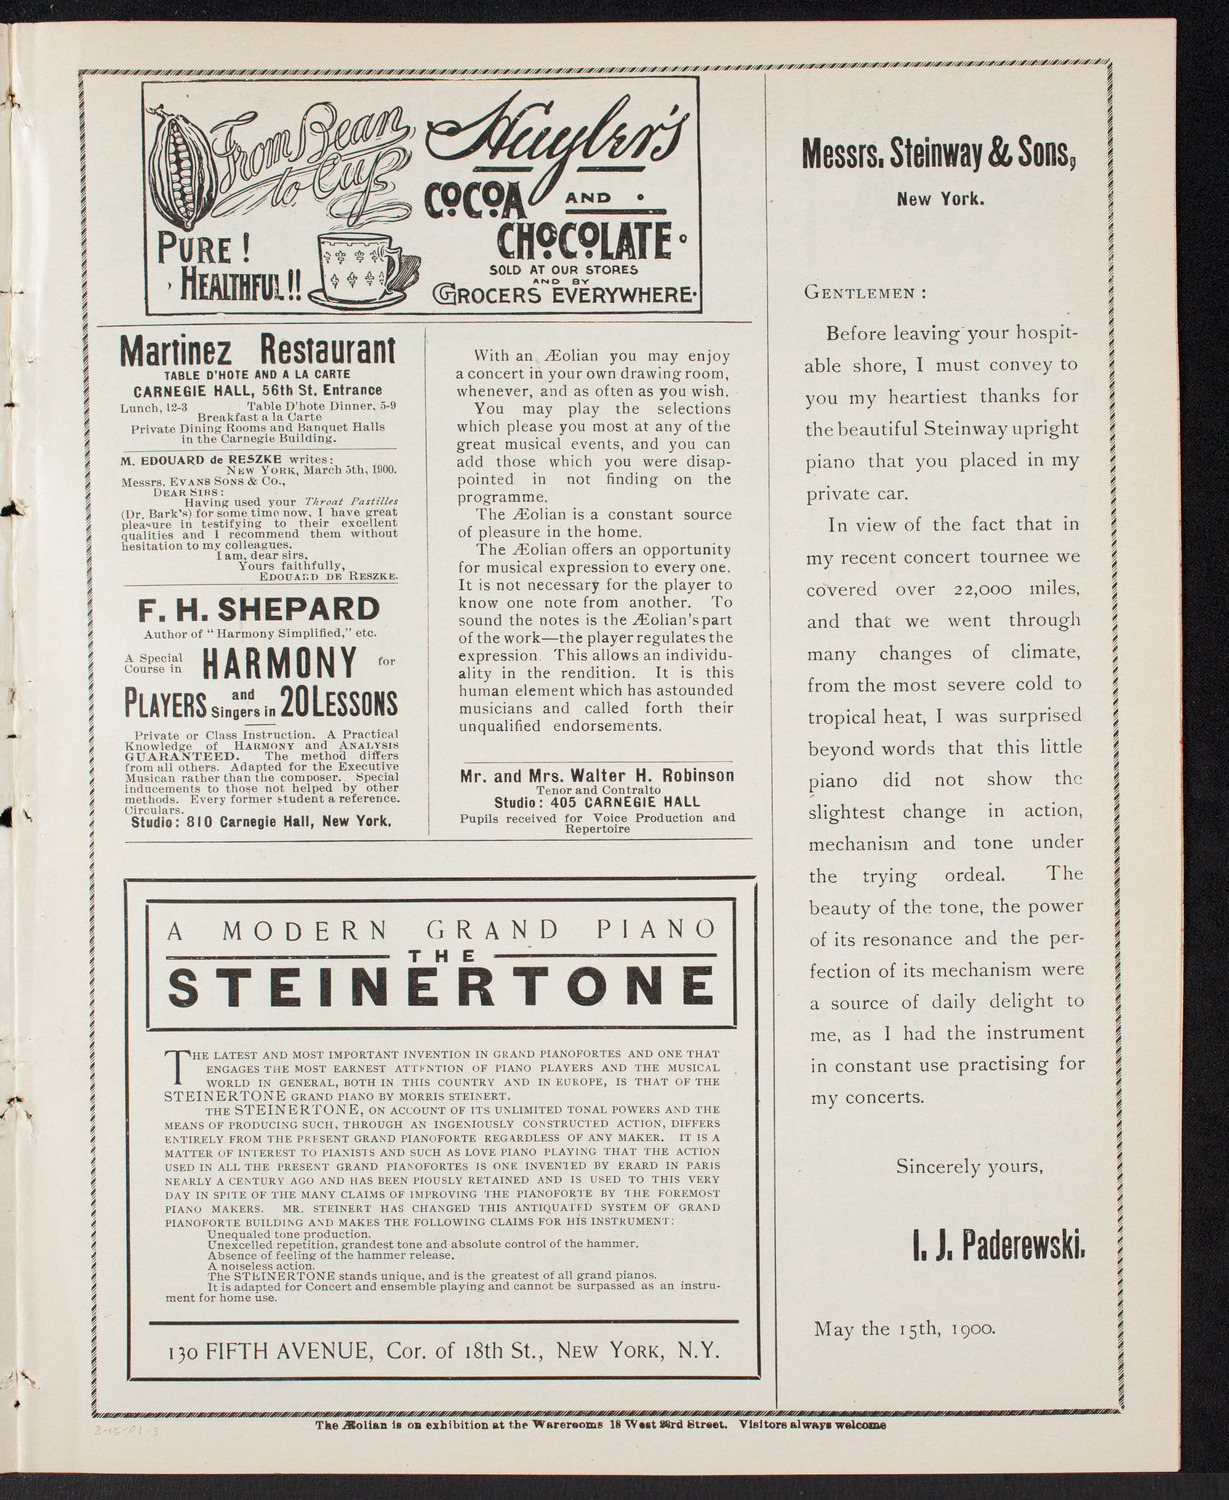 From Bean
to Cup
Huyler's
COCOA AND
CHOCOLATE
PURE!
HEALTHFUL!!
SOLD AT OUR STORES
AND BY
GROCERS EVERYWHERE.
Martinez Restaurant
TABLE D'HOTE AND A LA CARTE
CARNEGIE HALL, 56th St. Entrance
Lunch, 12-3 Table D'hote Dinner, 5-9
Breakfast a la Carte
Private Dining Rooms and Banquet Halls
in the Carnegie Building.
M. EDOUARD de RESZKE writes:
NEW YORK, March 5th, 1900.
Messrs. EVANS SONS & CO.,
DEAR SIRS:
Having used your Throat Pastilles
(Dr. Bark's) for some time now, I have great
pleasure in testifying to their excellent
qualities and I recommend them without
hesitation to my colleagues.
I am, dear sirs,
Yours faithfully,
EDOUARD DE RESZKE.
F. H. SHEPARD
Author of "Harmony Simplified," etc.
A Special
Course in HARMONY for
PLAYERS and
Singers in 20 LESSONS
Private or Class Instruction. A Practical
Knowledge of HARMONY and ANALYSIS
GUARANTEED. The method differs
from all others. Adapted for the Executive
Musican rather than the composer. Special
inducements to those not helped by other
methods. Every former student a reference.
Circulars.
Studio: 810 Carnegie Hall, New York.
With an Æolian you may enjoy
a concert in your own drawing room,
whenever, and as often as you wish.
You may play the selections
which please you most at any of the
great musical events, and you can
add those which you were disap-
pointed in not finding on the
programme.
The Æolian is a constant source
of pleasure in the home.
The Æolian offers an opportunity
for musical expression to every one.
It is not necessary for the player to
know one note from another. To
sound the notes is the Æolian's part
of the work—the player regulates the
expression. This allows an individu-
ality in the rendition. It is this
human element which has astounded
musicians and called forth their
unqualified endorsements.
Mr. and Mrs. Walter H. Robinson
Tenor and Contralto
Studio: 405 CARNEGIE HALL
Pupils received for Voice Production and
Repertoire
A MODERN GRAND PIANO
THE
STEINERTONE
THE LATEST AND MOST IMPORTANT INVENTION IN GRAND PIANOFORTES AND ONE THAT
ENGAGES THE MOST EARNEST ATTENTION OF PIANO PLAYERS AND THE MUSICAL
WORLD IN GENERAL, BOTH IN THIS COUNTRY AND IN EUROPE, IS THAT OF THE
STEINERTONE GRAND PIANO BY MORRIS STEINERT.
THE STEINERTONE, ON ACCOUNT OF ITS UNLIMITED TONAL POWERS AND THE
MEANS OF PRODUCING SUCH, THROUGH AN INGENIOUSLY CONSTRUCTED ACTION, DIFFERS
ENTIRELY FROM THE PRESENT GRAND PIANOFORTE REGARDLESS OF ANY MAKER. IT IS A
MATTER OF INTEREST TO PIANISTS AND SUCH AS LOVE PIANO PLAYING THAT THE ACTION
USED IN ALL THE PRESENT GRAND PIANOFORTES IS ONE INVENTED BY ERARD IN PARIS
NEARLY A CENTURY AGO AND HAS BEEN PIOUSLY RETAINED AND IS USED TO THIS VERY
DAY IN SPITE OF THE MANY CLAIMS OF IMPROVING THE PIANOFORTE BY THE FOREMOST
PIANO MAKERS. MR. STEINERT HAS CHANGED THIS ANTIQUATED SYSTEM OF GRAND
PIANOFORTE BUILDING AND MAKES THE FOLLOWING CLAIMS FOR HIS INSTRUMENT:
Unequaled tone production.
Unexcelled repetition, grandest tone and absolute control of the hammer.
Absence of feeling of the hammer release.
A noiseless action.
The STEINERTONE stands unique, and is the greatest of all grand pianos.
It is adapted for Concert and ensemble playing and cannot be surpassed as an instru-
ment for home use.
130 FIFTH AVENUE, Cor. of 18th St., NEW YORK, N.Y.
Messrs. Steinway & Sons,
New York.
GENTLEMEN:
Before leaving your hospit-
able shore, I must convey to
you my heartiest thanks for
the beautiful Steinway upright
piano that you placed in my
private car.
In view of the fact that in
my recent concert tournee we
covered over 22,000 miles,
and that we went through
many changes of climate,
from the most severe cold to
tropical heat, I was surprised
beyond words that this little
piano did not show the
slightest change in action,
mechanism and tone under
the trying ordeal. The
beauty of the tone, the power
of its resonance and the per-
fection of its mechanism were
a source of daily delight to
me, as I had the instrument
in constant use practising for
my concerts.
Sincerely yours,
I. J. Paderewski.
May the 15th, 1900.
The Æolian is on exhibition at the Warerooms 18 West 23rd Street. Visitors always welcome
2-15-01-3